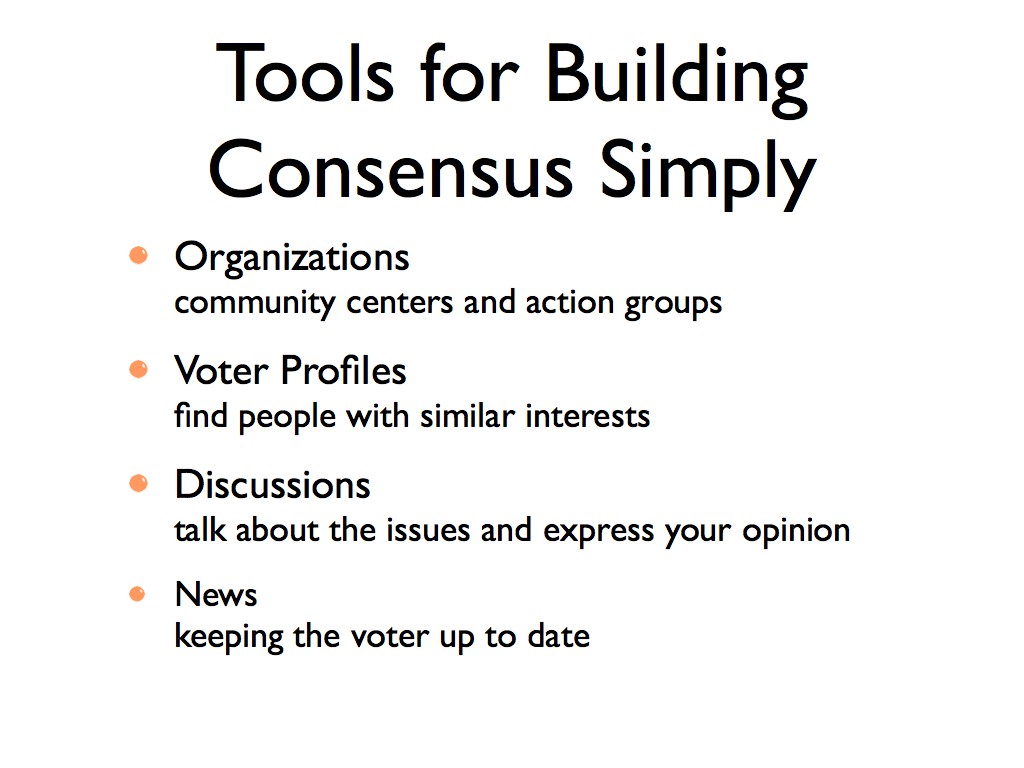 Tools for Building
Consensus Simply
Organizations
community centers and action groups
Voter Profiles
find people with similar interests
Discussions
talk about the issues and express your opinion
News
keeping the voter up to date